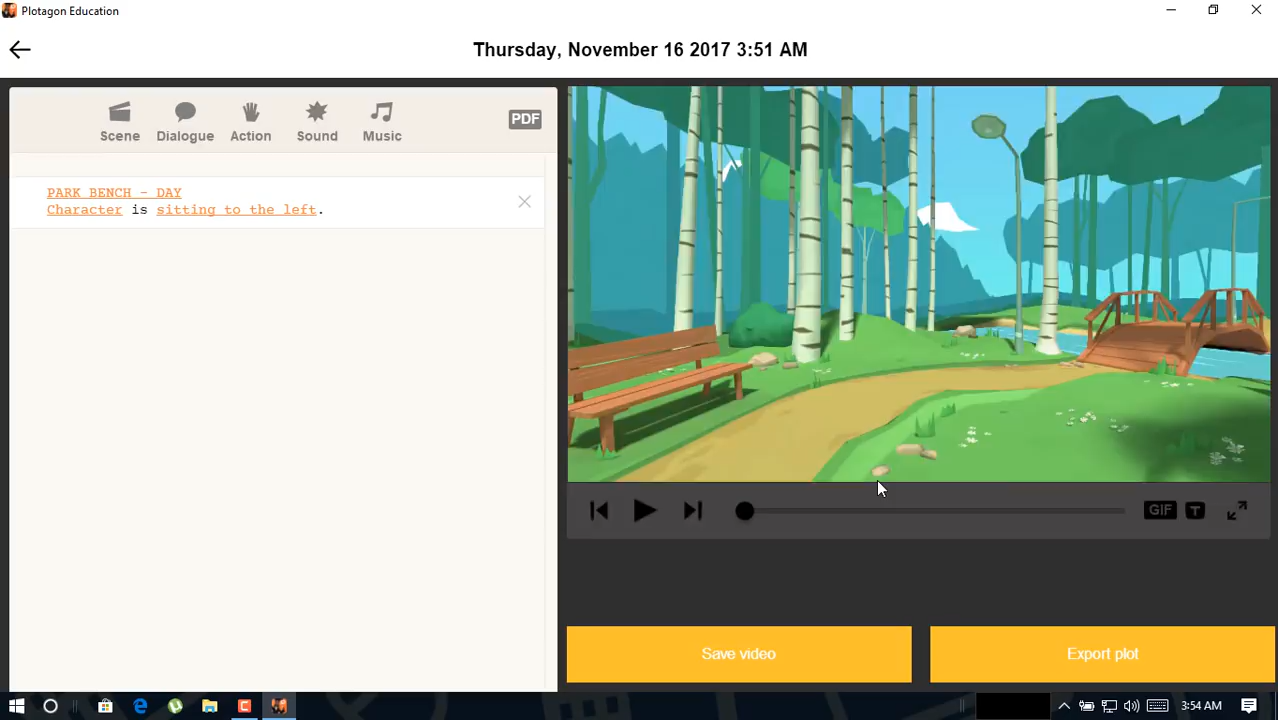 Plotagon Education
Thursday, November 16 2017 3:51 AM
Scene Dialogue Action Sound Music PDF
PARK BENCH - DAY
Character is sitting to the left.
GIF T
Save video Export plot
3:54 AM